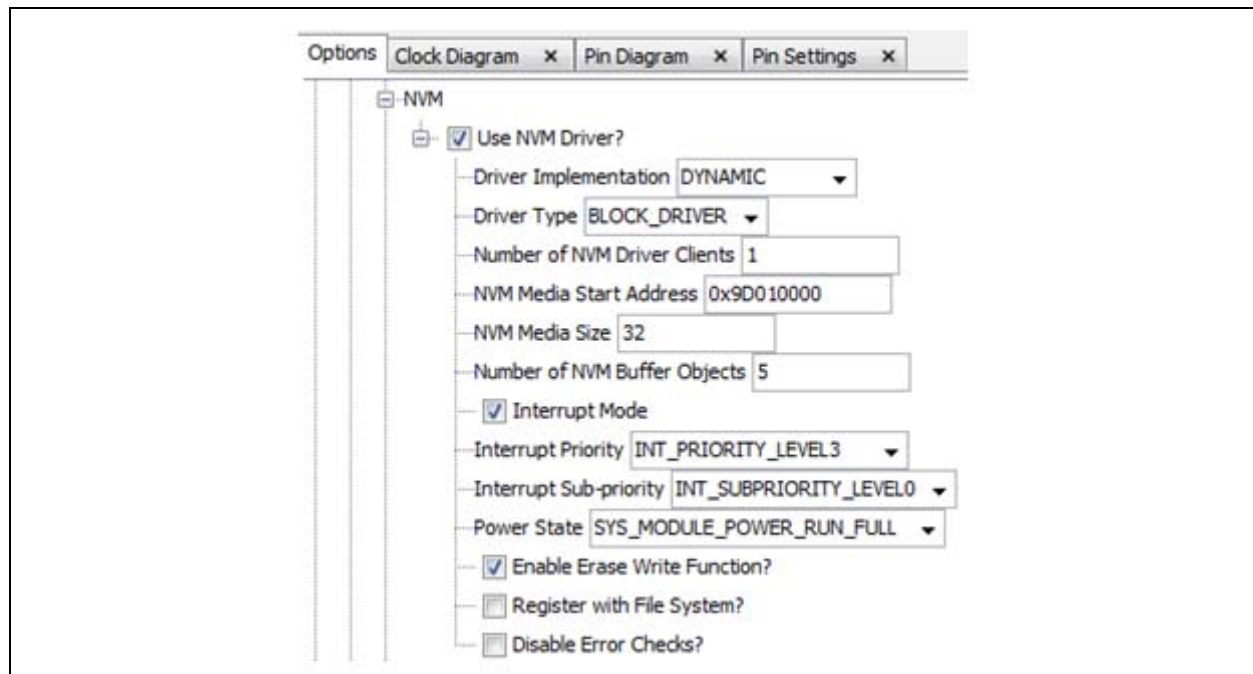 Options Clock Diagram × Pin Diagram × Pin Settings ×
NVM
Use NVM Driver?
Driver Implementation DYNAMIC
Driver Type BLOCK_DRIVER
Number of NVM Driver Clients 1
NVM Media Start Address 0x9D010000
NVM Media Size 32
Number of NVM Buffer Objects 5
Interrupt Mode
Interrupt Priority INT_PRIORITY_LEVEL3
Interrupt Sub-priority INT_SUBPRIORITY_LEVEL0
Power State SYS_MODULE_POWER_RUN_FULL
Enable Erase Write Function?
Register with File System?
Disable Error Checks?